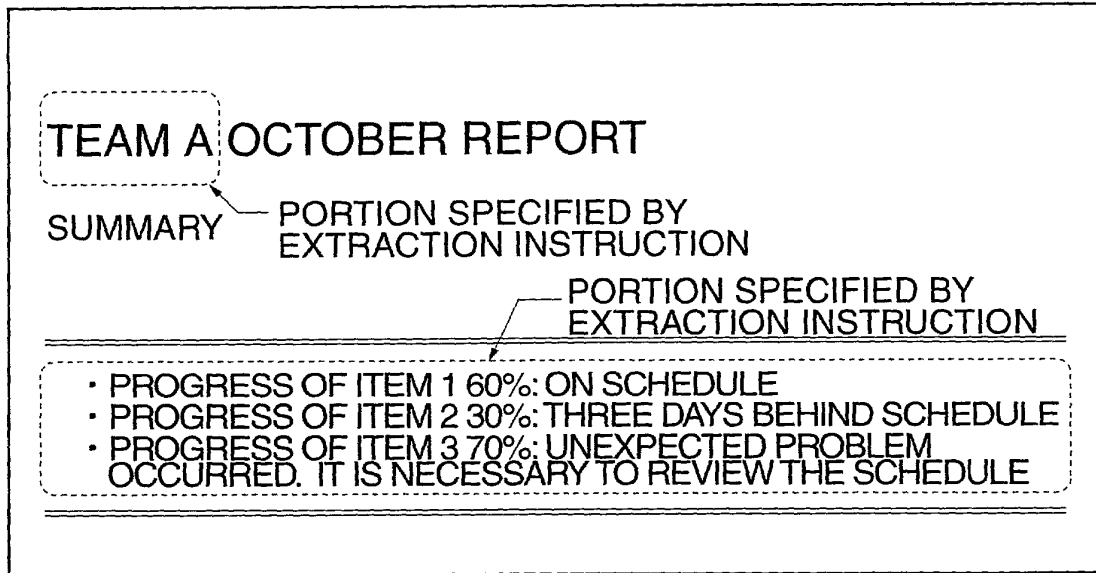 TEAM A OCTOBER REPORT
SUMMARY
PORTION SPECIFIED BY
EXTRACTION INSTRUCTION
PORTION SPECIFIED BY
EXTRACTION INSTRUCTION
· PROGRESS OF ITEM 1 60%: ON SCHEDULE
· PROGRESS OF ITEM 2 30%: THREE DAYS BEHIND SCHEDULE
· PROGRESS OF ITEM 3 70%: UNEXPECTED PROBLEM
OCCURRED. IT IS NECESSARY TO REVIEW THE SCHEDULE